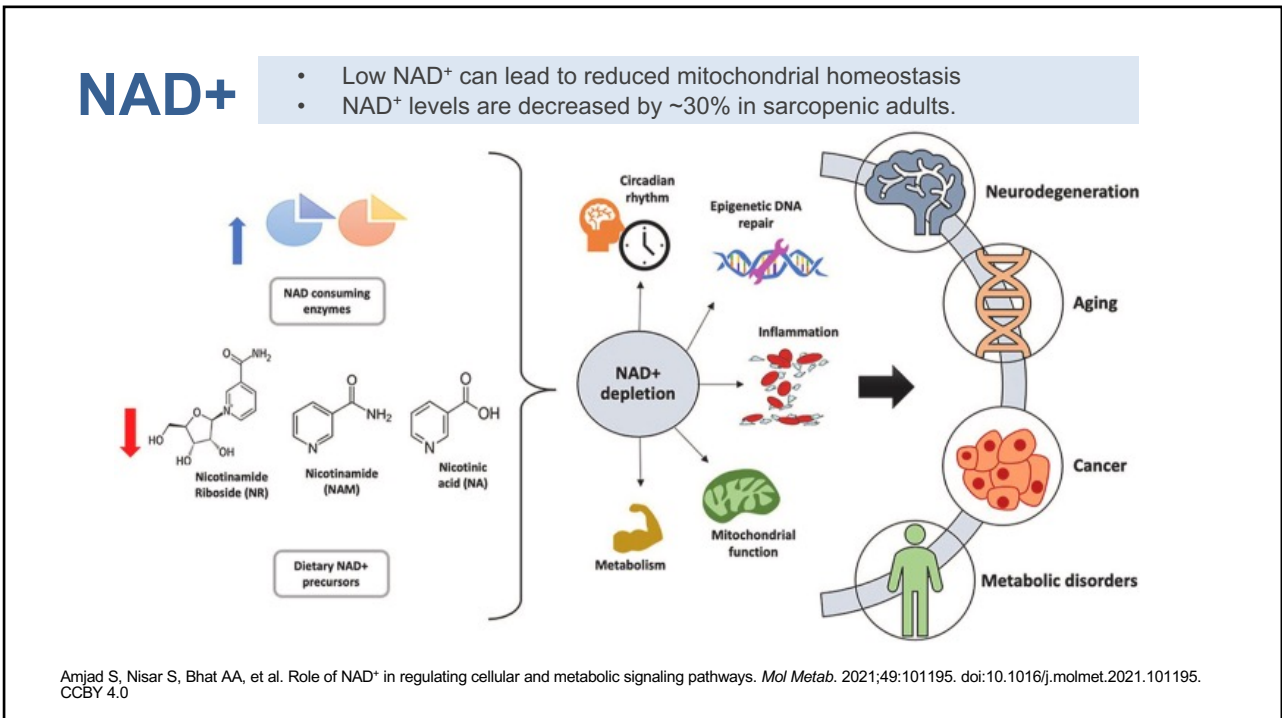 NAD+
• Low NAD⁺ can lead to reduced mitochondrial homeostasis
• NAD⁺ levels are decreased by ~30% in sarcopenic adults.
NAD consuming
enzymes
O
NH₂
N⁺
O
HO
HO
OH
Nicotinamide
Riboside (NR)
O
NH₂
N
Nicotinamide
(NAM)
O
OH
N
Nicotinic
acid (NA)
Dietary NAD+
precursors
Circadian
rhythm
Epigenetic DNA
repair
Inflammation
NAD+
depletion
Mitochondrial
function
Metabolism
Neurodegeneration
Aging
Cancer
Metabolic disorders
Amjad S, Nisar S, Bhat AA, et al. Role of NAD⁺ in regulating cellular and metabolic signaling pathways. Mol Metab. 2021;49:101195. doi:10.1016/j.molmet.2021.101195.
CCBY 4.0